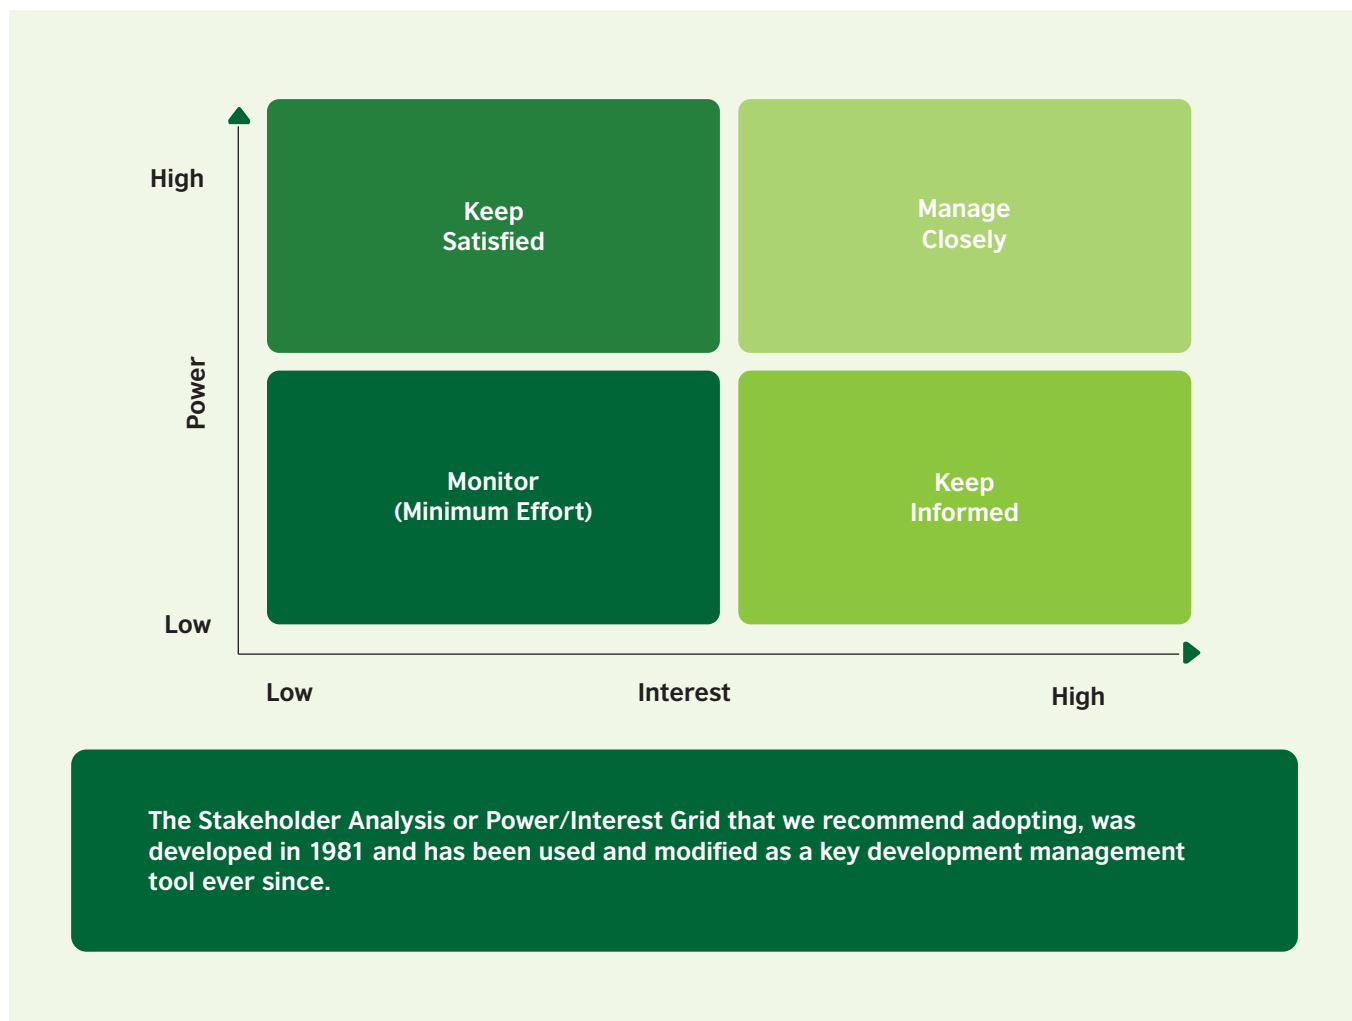 High
Keep
Satisfied
Manage
Closely
Power
Monitor
(Minimum Effort)
Keep
Informed
Low
Low
Interest
High
The Stakeholder Analysis or Power/Interest Grid that we recommend adopting, was
developed in 1981 and has been used and modified as a key development management
tool ever since.